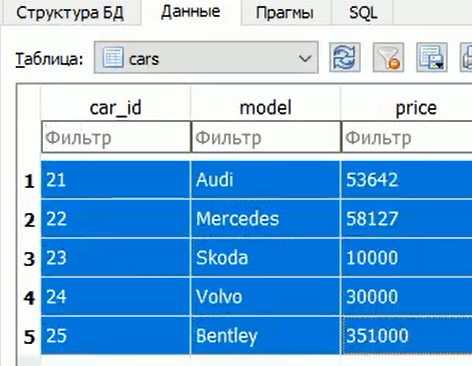 Структура БД Данные Прагмы SQL
Таблица: cars
car_id model price
Фильтр Фильтр Фильтр
1 21 Audi 53642
2 22 Mercedes 58127
3 23 Skoda 10000
4 24 Volvo 30000
5 25 Bentley 351000